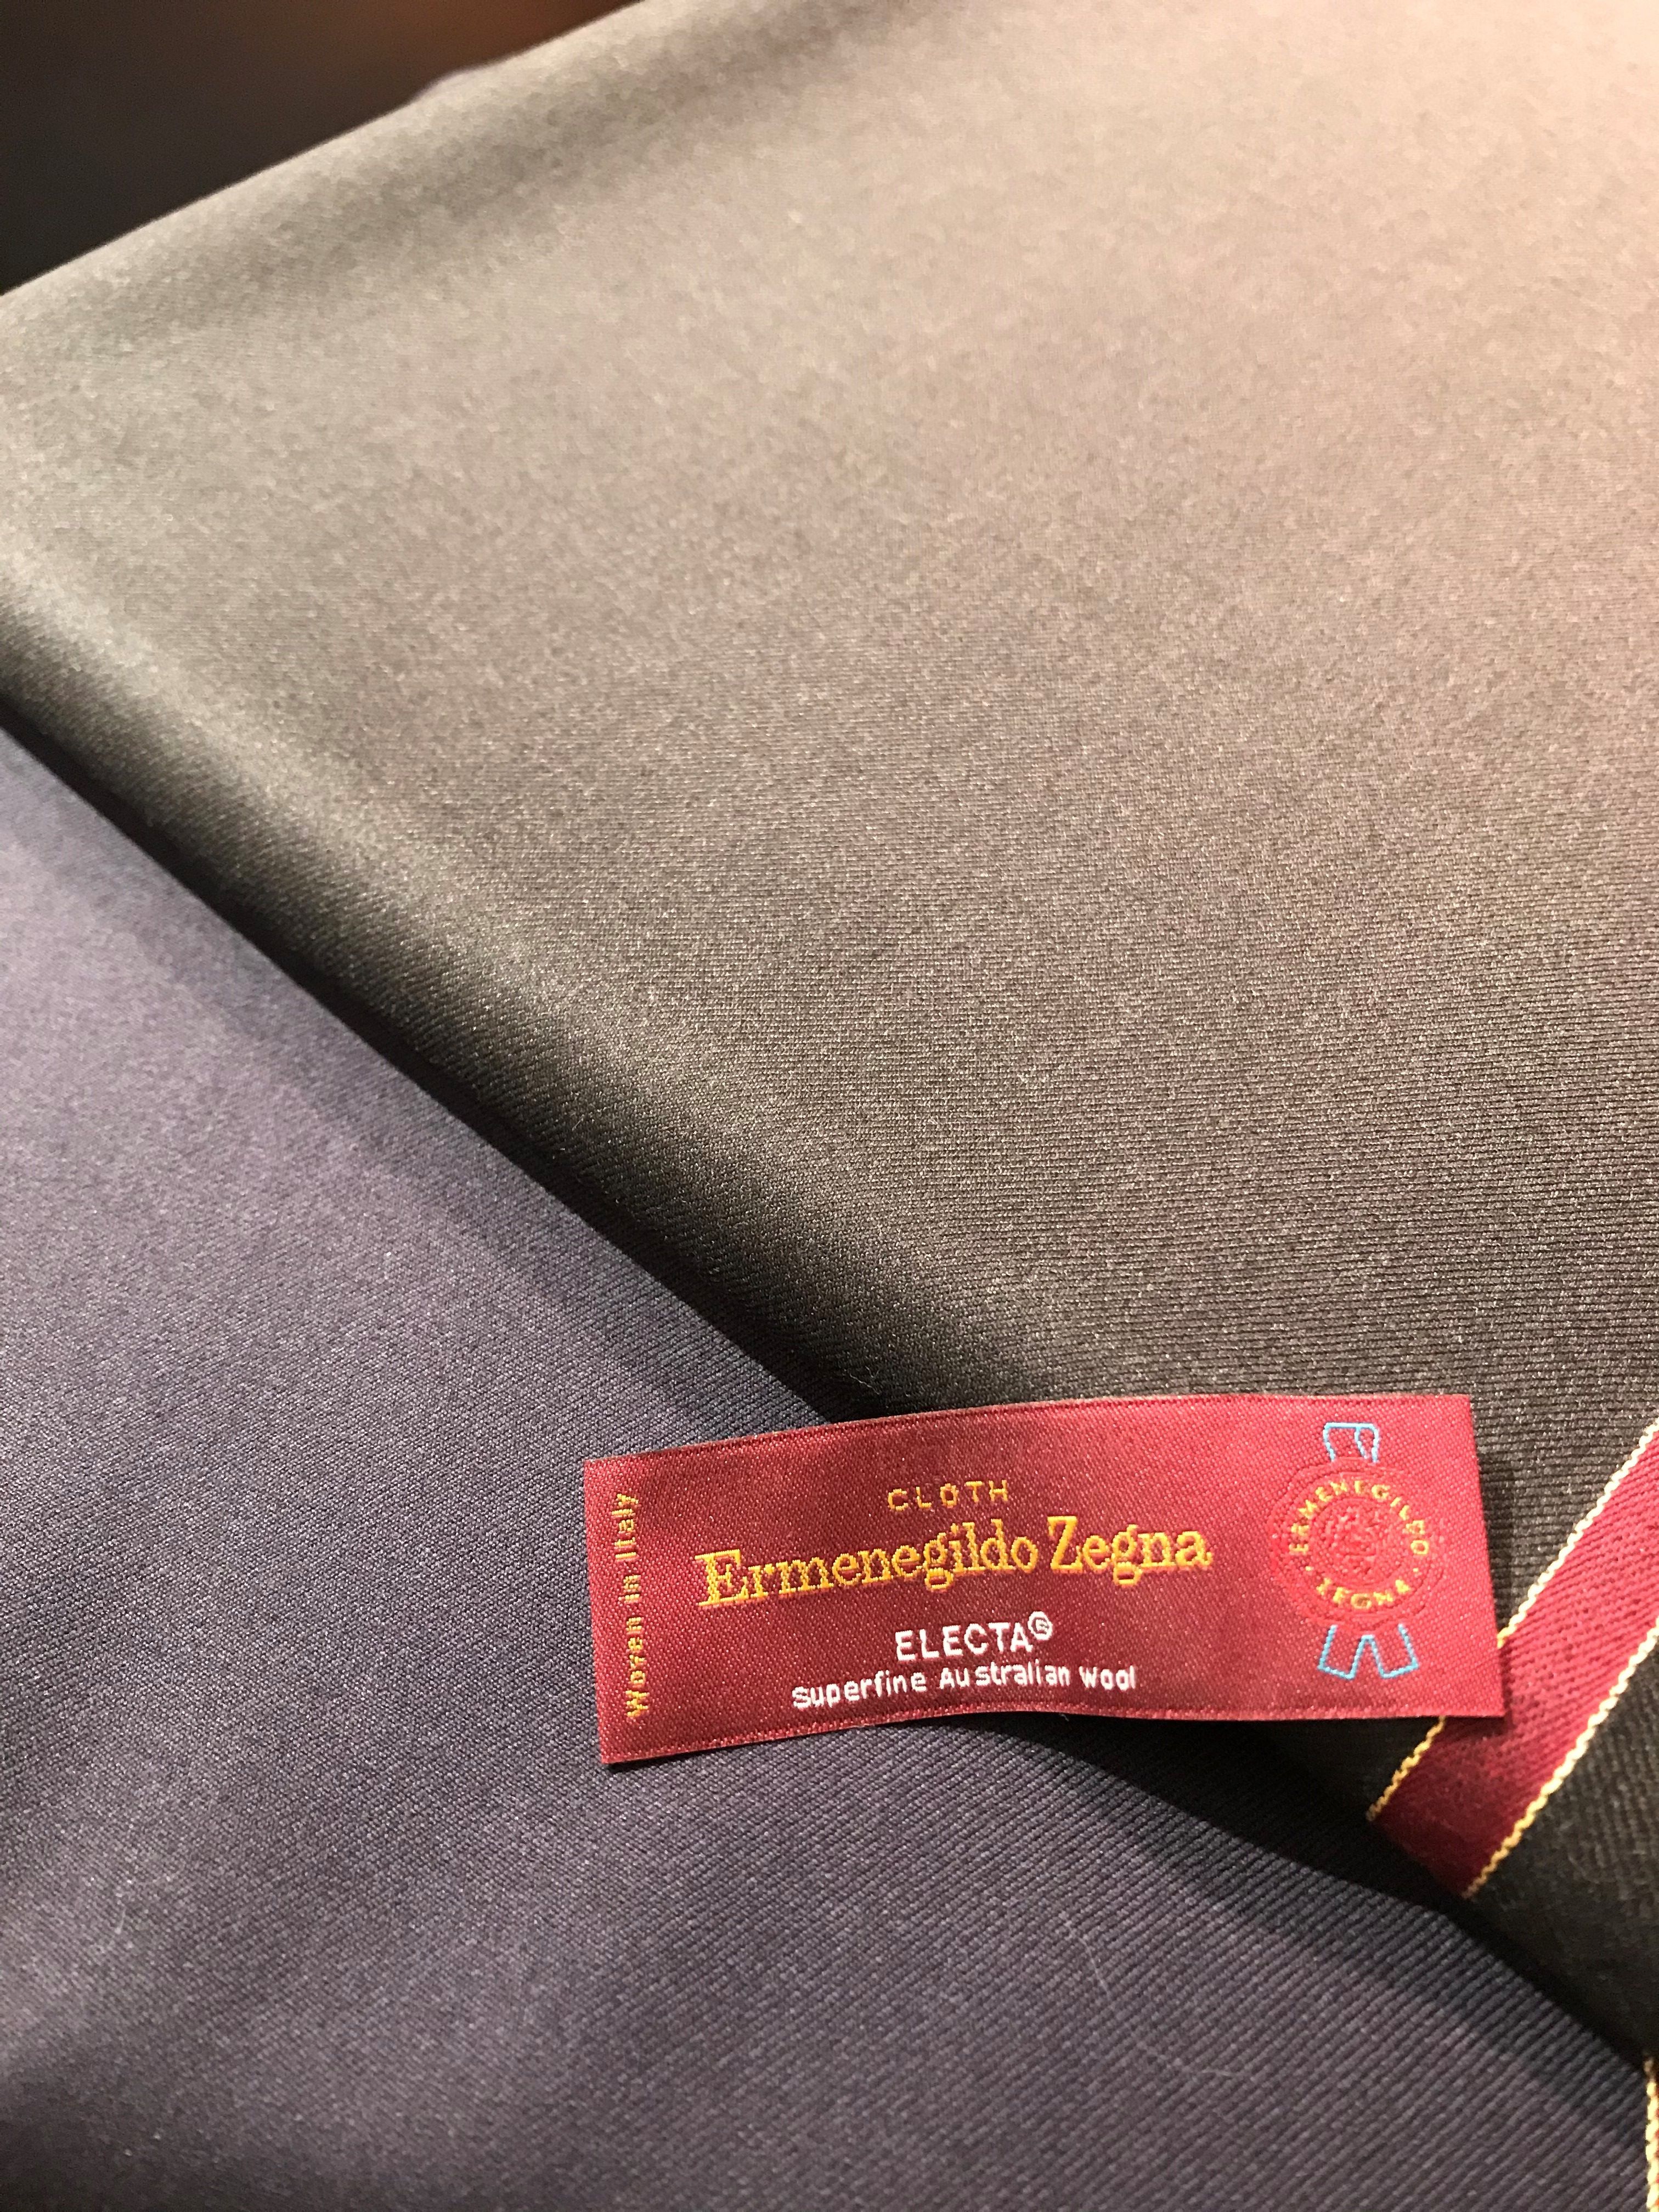 Woven in Italy
CLOTH
Ermenegildo Zegna
ELECTA®
Superfine Australian Wool
ERMENEGILDO
· ZEGNA ·